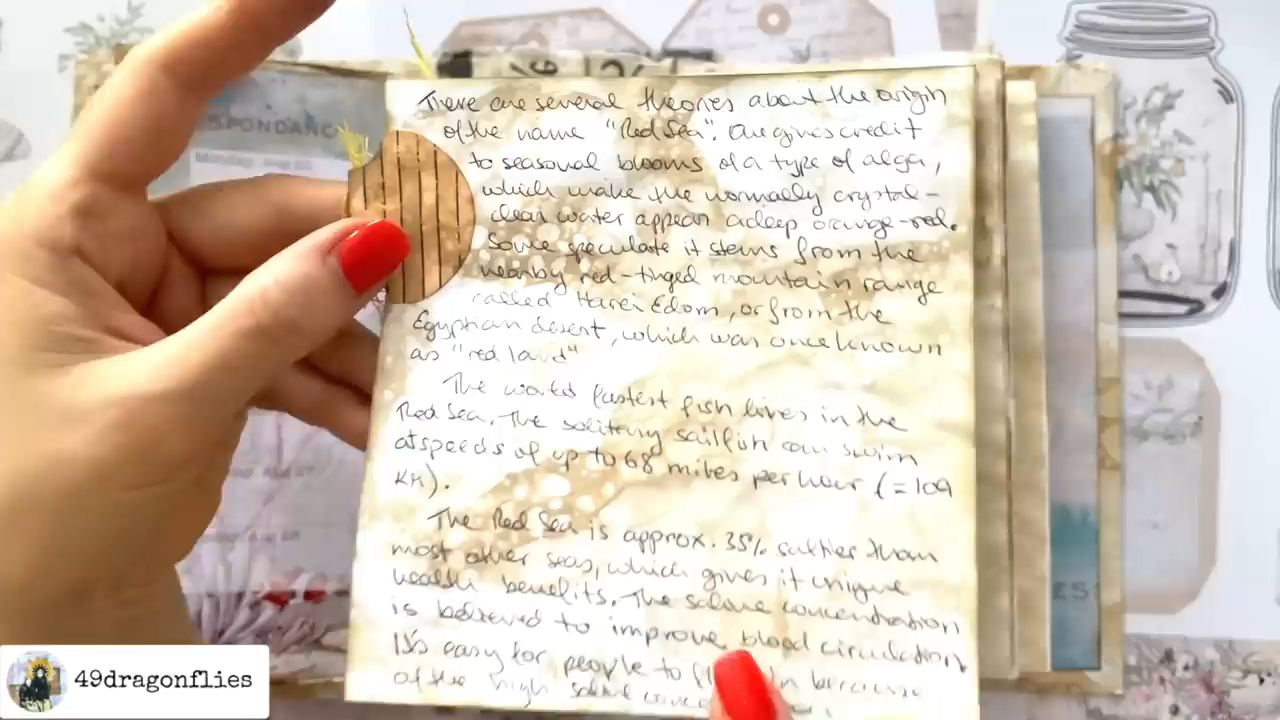 SPONDANC
There are several theories about the origin
of the name "Red Sea". One gives credit
to seasonal blooms of a type of alga,
which make the normally crystal-
clear water appear a deep orange-red.
Some speculate it stems from the
nearby red-tinged mountain range
called Harei Edom, or from the
Egyptian desert, which was once known
as "red land"
The world fastest fish lives in the
Red Sea. The solitary sailfish can swim
at speeds of up to 68 miles per hour (=109
KM).
The Red Sea is approx. 35% saltier than
most other seas, which gives it unique
health benefits. The saline concentration
is believed to improve blood circulation
It's easy for people to in because
of the high saline
ES
49dragonflies